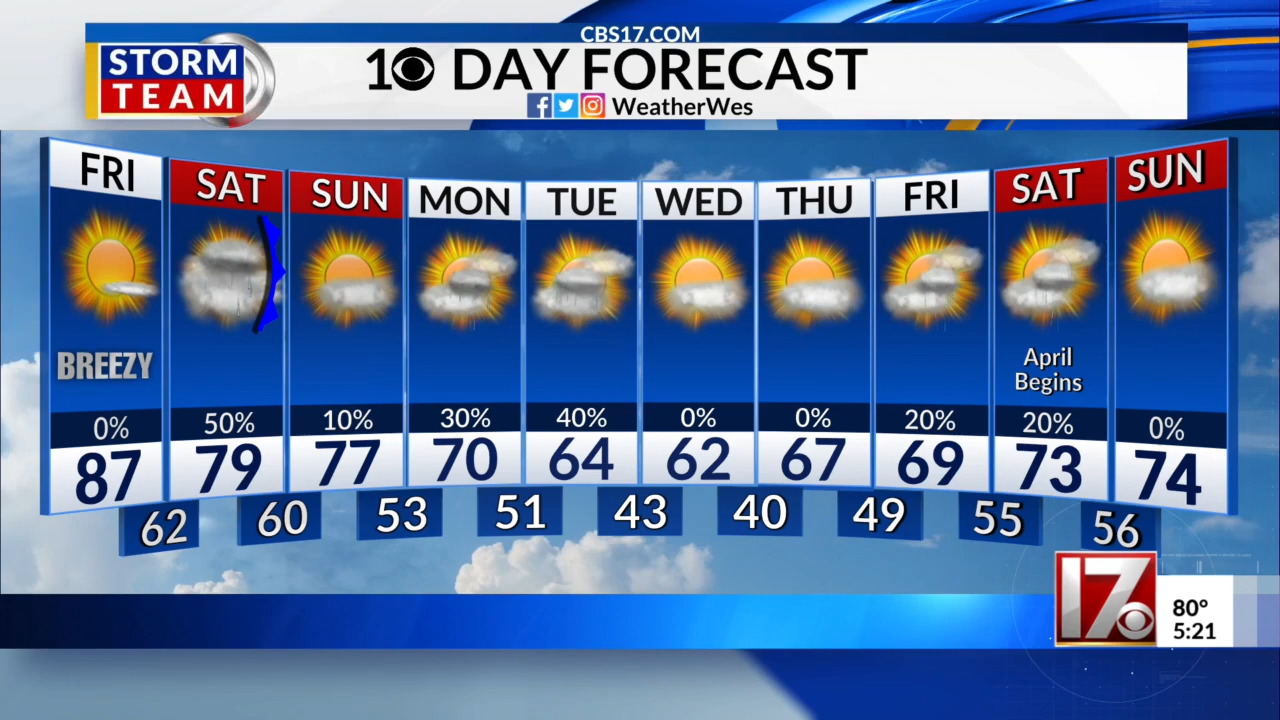 CBS17.COM
STORM
TEAM
10 DAY FORECAST
WeatherWes
FRI SAT SUN MON TUE WED THU FRI SAT SUN
BREEZY
April
Begins
0% 50% 10% 30% 40% 0% 0% 20% 20% 0%
87 79 77 70 64 62 67 69 73 74
62 60 53 51 43 40 49 55 56
17
80°
5:21